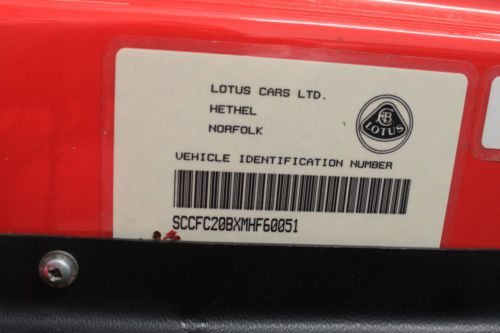 LOTUS CARS LTD.
HETHEL
NORFOLK
LOTUS
VEHICLE IDENTIFICATION NUMBER
SCCFC20BXMHF60051